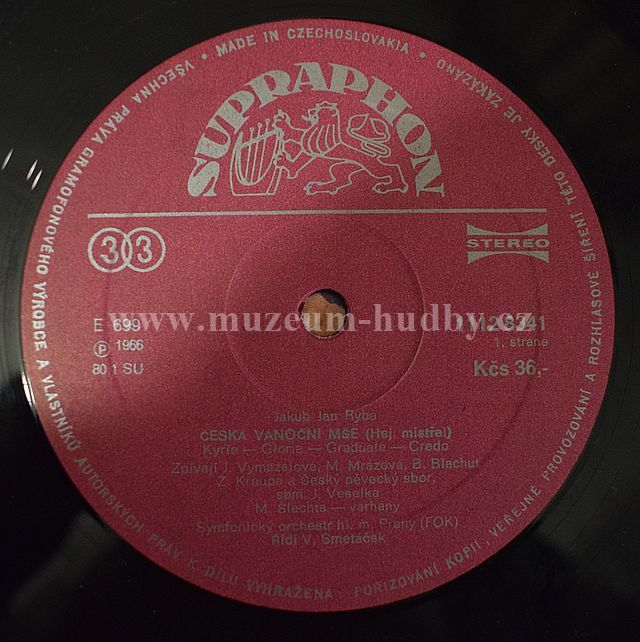 VŠECHNA PRÁVA GRAMOFONOVÉHO VÝROBCE A VLASTNÍKŮ AUTORSKÝCH PRÁV K DÍLU VYHRAŽENA • POŘIZOVÁNÍ KOPIÍ, VEŘEJNÉ PROVOZOVÁNÍ A ROZHLASOVÉ ŠÍŘENÍ TÉTO DESKY JE ZAKÁZÁNO
• MADE IN CZECHOSLOVAKIA •
SUPRAPHON
33
STEREO
www.muzeum-hudby.cz
E 699
Ⓟ 1966
1. strana
80 1 SU
Kčs 36,-
Jakub Jan Ryba
ČESKÁ VÁNOČNÍ MŠE (Hej, mistře!)
Kyrie — Gloria — Graduale — Credo
Zpívají J. Vymazalová, M. Mrázová, B. Blachut
Z. Kroupa a Český pěvecký sbor,
sbm. J. Veselka
M. Šlechta — varhany
Symfonický orchestr hl. m. Prahy (FOK)
Řídí V. Smetáček